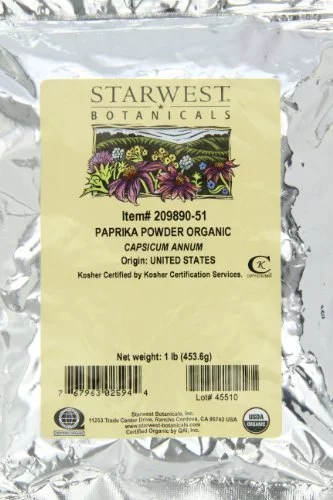 STARWEST
BOTANICALS
Item# 209890-51
PAPRIKA POWDER ORGANIC
CAPSICUM ANNUM
Origin: UNITED STATES
Kosher Certified by Kosher Certification Services.
K
Net weight: 1 lb (453.6g)
7 67963 02594 4
Lot# 45510
Starwest Botanicals, Inc.
11253 Trade Center Drive, Rancho Cordova, CA 95742 USA
www.starwest-botanicals.com
Certified Organic by QAI, Inc.
USDA
ORGANIC